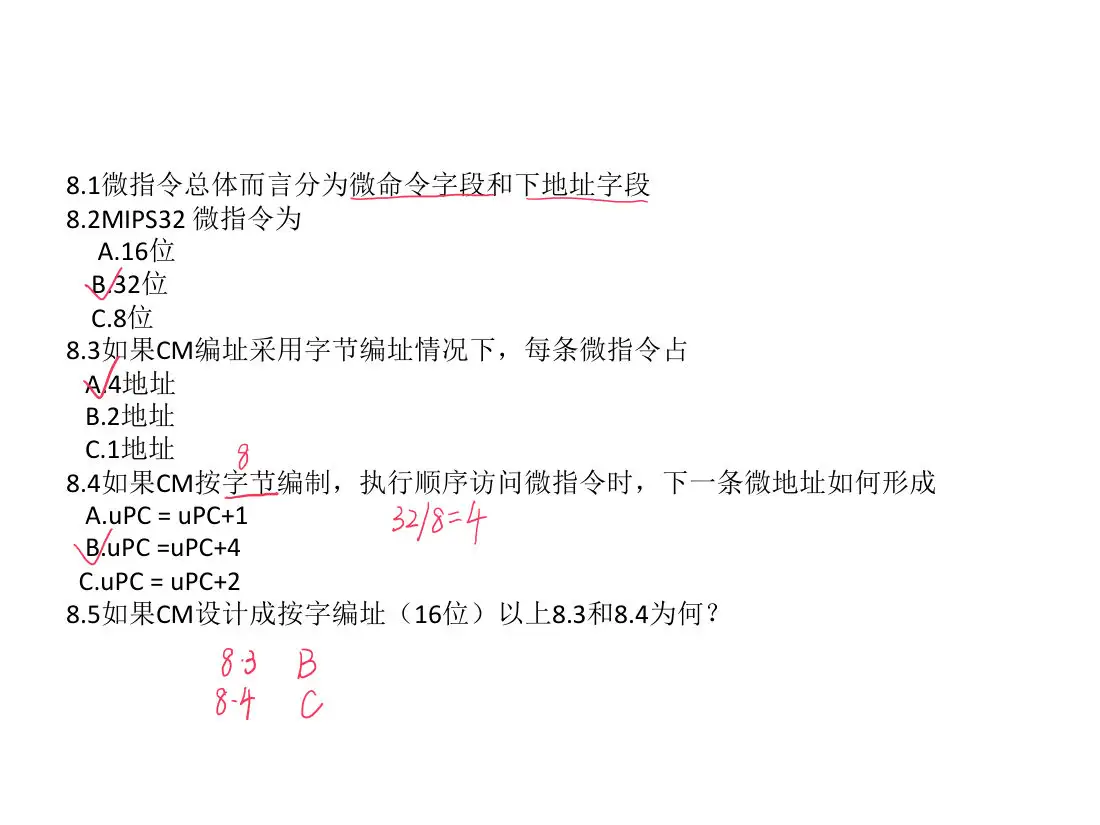 8.1微指令总体而言分为微命令字段和下地址字段
8.2MIPS32 微指令为
A.16位
B.32位
C.8位
8.3如果CM编址采用字节编址情况下，每条微指令占
A.4地址
B.2地址
C.1地址
8
8.4如果CM按字节编制，执行顺序访问微指令时，下一条微地址如何形成
A.uPC = uPC+1
32/8=4
B.uPC =uPC+4
C.uPC = uPC+2
8.5如果CM设计成按字编址（16位）以上8.3和8.4为何？
8.3 B
8.4 C